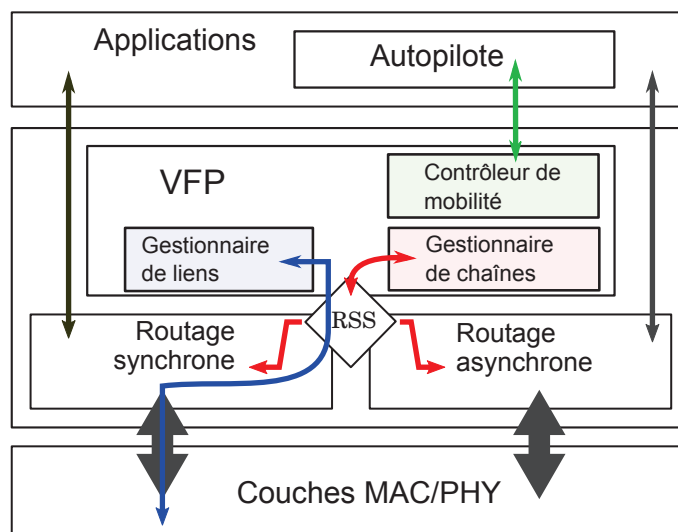 Applications
Autopilote
VFP
Contrôleur de
mobilité
Gestionnaire
de liens
Gestionnaire
de chaînes
RSS
Routage
synchrone
Routage
asynchrone
Couches MAC/PHY